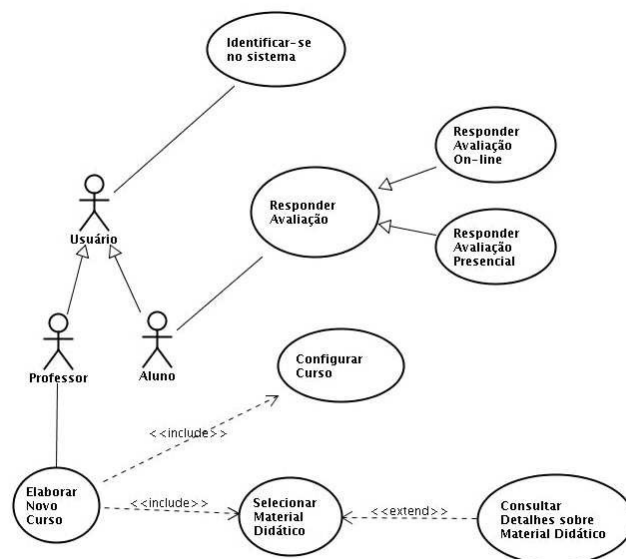 Identificar-se
no sistema
Responder
Avaliação
On-line
Usuário
Responder
Avaliação
Responder
Avaliação
Presencial
Professor
Aluno
Configurar
Curso
<<include>>
Elaborar
Novo
Curso
<<include>>
Selecionar
Material
Didático
<<extend>>
Consultar
Detalhes sobre
Material Didático